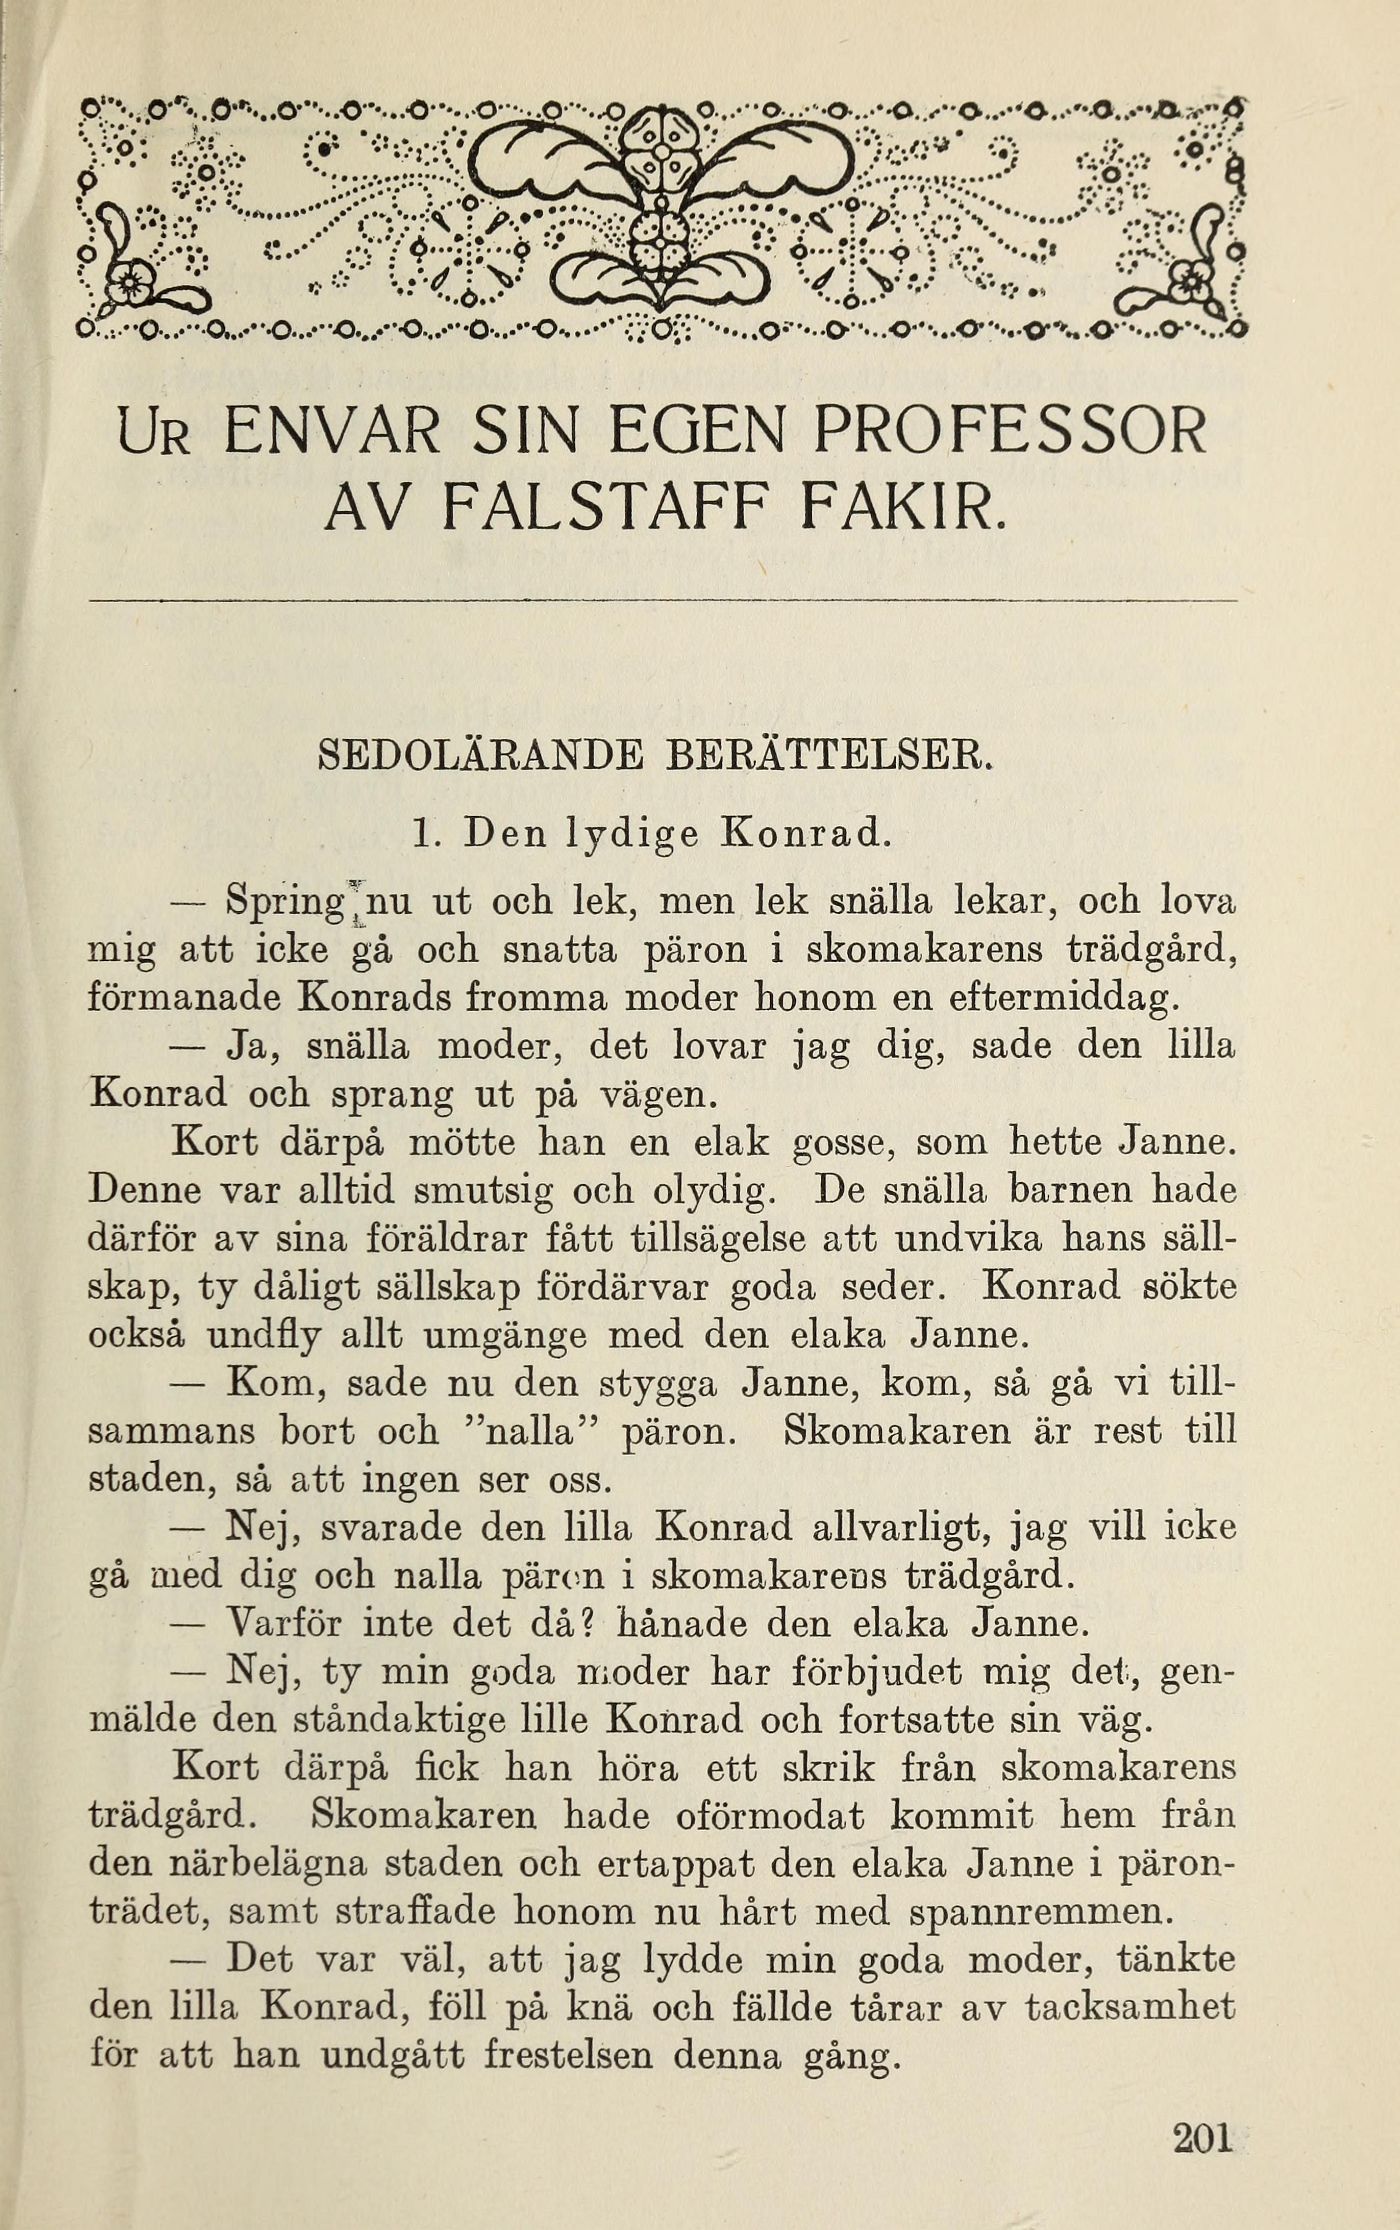 UR ENVAR SIN EGEN PROFESSOR
AV FALSTAFF FAKIR.
SEDOLÄRANDE BERÄTTELSER.
1. Den lydige Konrad.
— Spring nu ut och lek, men lek snälla lekar, och lova
mig att icke gå och snatta päron i skomakarens trädgård,
förmanade Konrads fromma moder honom en eftermiddag.
— Ja, snälla moder, det lovar jag dig, sade den lilla
Konrad och sprang ut på vägen.
Kort därpå mötte han en elak gosse, som hette Janne.
Denne var alltid smutsig och olydig. De snälla barnen hade
därför av sina föräldrar fått tillsägelse att undvika hans säll-
skap, ty dåligt sällskap fördärvar goda seder. Konrad sökte
också undfly allt umgänge med den elaka Janne.
— Kom, sade nu den stygga Janne, kom, så gå vi till-
sammans bort och ”nalla” päron. Skomakaren är rest till
staden, så att ingen ser oss.
— Nej, svarade den lilla Konrad allvarligt, jag vill icke
gå med dig och nalla päron i skomakarens trädgård.
— Varför inte det då? hånade den elaka Janne.
— Nej, ty min goda moder har förbjudet mig det, gen-
mälde den ståndaktige lille Konrad och fortsatte sin väg.
Kort därpå fick han höra ett skrik från skomakarens
trädgård. Skomakaren hade oförmodat kommit hem från
den närbelägna staden och ertappat den elaka Janne i päron-
trädet, samt straffade honom nu hårt med spannremmen.
— Det var väl, att jag lydde min goda moder, tänkte
den lilla Konrad, föll på knä och fällde tårar av tacksamhet
för att han undgått frestelsen denna gång.
201